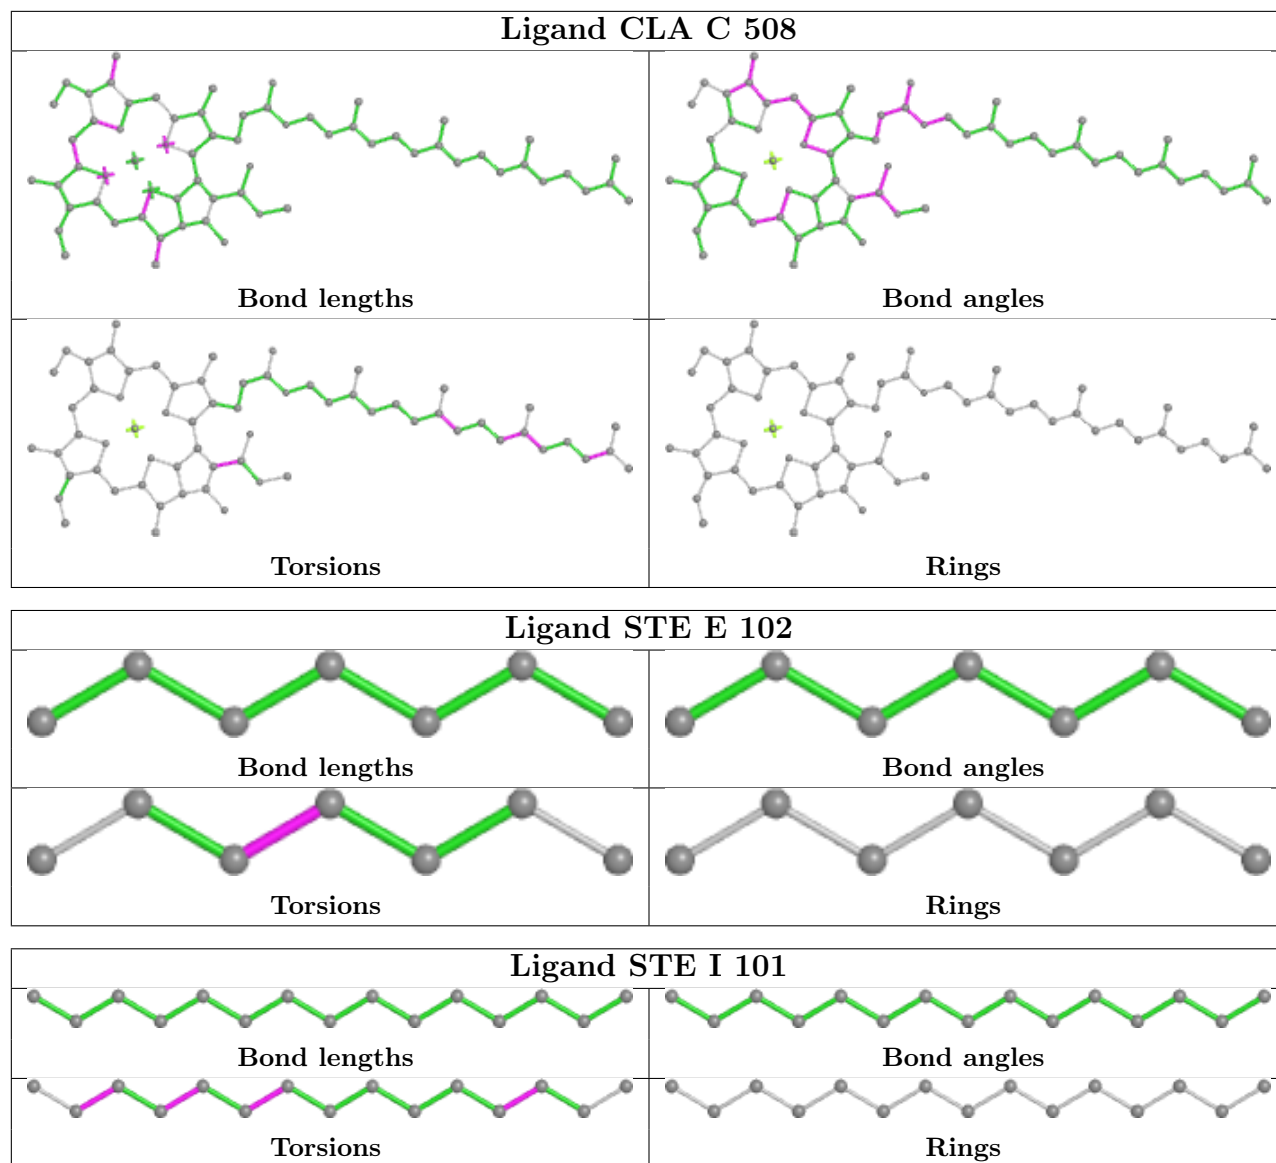 Ligand CLA C 508
Bond lengths
Bond angles
Torsions
Rings
Ligand STE E 102
Bond lengths
Bond angles
Torsions
Rings
Ligand STE I 101
Bond lengths
Bond angles
Torsions
Rings